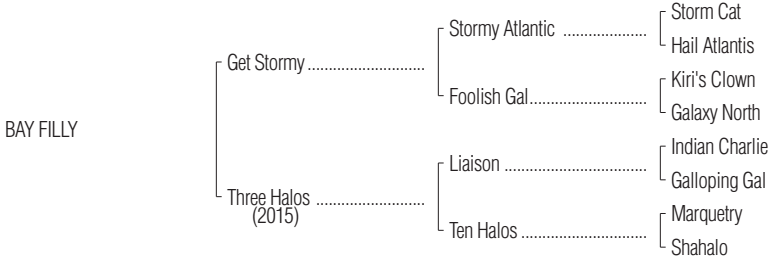 Storm Cat
Stormy Atlantic ....................
Hail Atlantis
Get Stormy ............................
Kiri's Clown
Foolish Gal............................
Galaxy North
BAY FILLY
Indian Charlie
Liaison ..................................
Galloping Gal
Three Halos ..........................
(2015)
Marquetry
Ten Halos ..............................
Shahalo